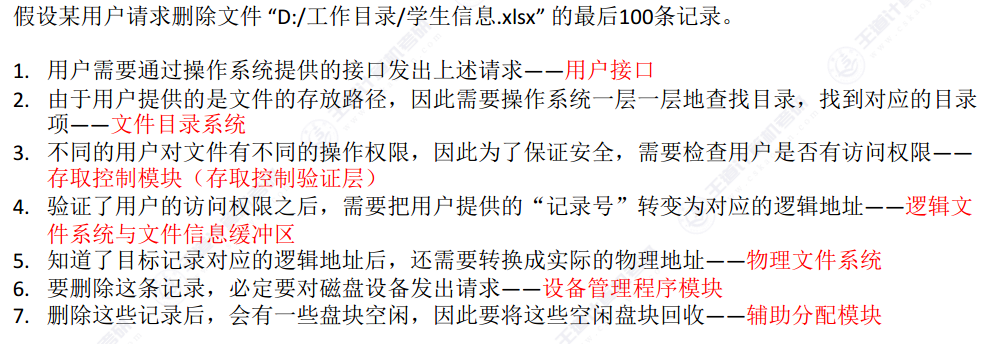 假设某用户请求删除文件 “D:/工作目录/学生信息.xlsx” 的最后100条记录。
1. 用户需要通过操作系统提供的接口发出上述请求——用户接口
2. 由于用户提供的是文件的存放路径，因此需要操作系统一层一层地查找目录，找到对应的目录
项——文件目录系统
3. 不同的用户对文件有不同的操作权限，因此为了保证安全，需要检查用户是否有访问权限——
存取控制模块（存取控制验证层）
4. 验证了用户的访问权限之后，需要把用户提供的“记录号”转变为对应的逻辑地址——逻辑文
件系统与文件信息缓冲区
5. 知道了目标记录对应的逻辑地址后，还需要转换成实际的物理地址——物理文件系统
6. 要删除这条记录，必定要对磁盘设备发出请求——设备管理程序模块
7. 删除这些记录后，会有一些盘块空闲，因此要将这些空闲盘块回收——辅助分配模块